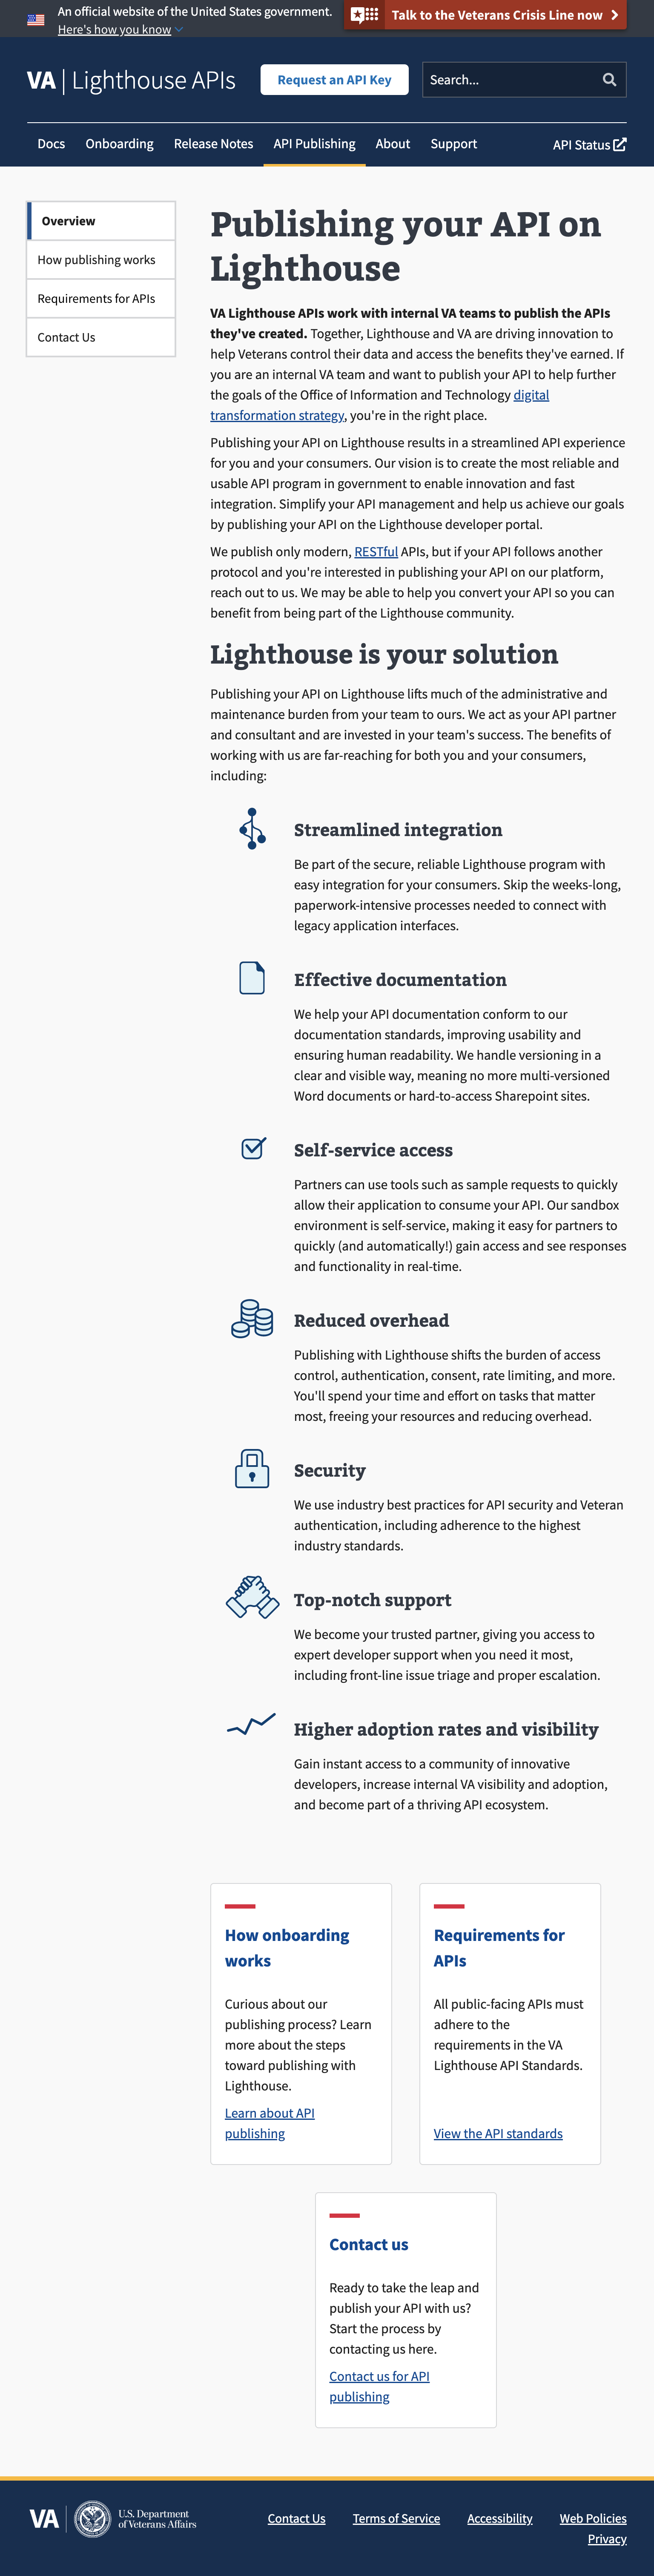 An official website of the United States government.
Here's how you know
Talk to the Veterans Crisis Line now
VA | Lighthouse APIs
Request an API Key
Search...
Docs
Onboarding
Release Notes
API Publishing
About
Support
API Status
Overview
How publishing works
Requirements for APIs
Contact Us
Publishing your API on
Lighthouse
VA Lighthouse APIs work with internal VA teams to publish the APIs
they've created. Together, Lighthouse and VA are driving innovation to
help Veterans control their data and access the benefits they've earned. If
you are an internal VA team and want to publish your API to help further
the goals of the Office of Information and Technology digital
transformation strategy, you're in the right place.
Publishing your API on Lighthouse results in a streamlined API experience
for you and your consumers. Our vision is to create the most reliable and
usable API program in government to enable innovation and fast
integration. Simplify your API management and help us achieve our goals
by publishing your API on the Lighthouse developer portal.
We publish only modern, RESTful APIs, but if your API follows another
protocol and you're interested in publishing your API on our platform,
reach out to us. We may be able to help you convert your API so you can
benefit from being part of the Lighthouse community.
Lighthouse is your solution
Publishing your API on Lighthouse lifts much of the administrative and
maintenance burden from your team to ours. We act as your API partner
and consultant and are invested in your team's success. The benefits of
working with us are far-reaching for both you and your consumers,
including:
Streamlined integration
Be part of the secure, reliable Lighthouse program with
easy integration for your consumers. Skip the weeks-long,
paperwork-intensive processes needed to connect with
legacy application interfaces.
Effective documentation
We help your API documentation conform to our
documentation standards, improving usability and
ensuring human readability. We handle versioning in a
clear and visible way, meaning no more multi-versioned
Word documents or hard-to-access Sharepoint sites.
Self-service access
Partners can use tools such as sample requests to quickly
allow their application to consume your API. Our sandbox
environment is self-service, making it easy for partners to
quickly (and automatically!) gain access and see responses
and functionality in real-time.
Reduced overhead
Publishing with Lighthouse shifts the burden of access
control, authentication, consent, rate limiting, and more.
You'll spend your time and effort on tasks that matter
most, freeing your resources and reducing overhead.
Security
We use industry best practices for API security and Veteran
authentication, including adherence to the highest
industry standards.
Top-notch support
We become your trusted partner, giving you access to
expert developer support when you need it most,
including front-line issue triage and proper escalation.
Higher adoption rates and visibility
Gain instant access to a community of innovative
developers, increase internal VA visibility and adoption,
and become part of a thriving API ecosystem.
How onboarding
works
Curious about our
publishing process? Learn
more about the steps
toward publishing with
Lighthouse.
Learn about API
publishing
Requirements for
APIs
All public-facing APIs must
adhere to the
requirements in the VA
Lighthouse API Standards.
View the API standards
Contact us
Ready to take the leap and
publish your API with us?
Start the process by
contacting us here.
Contact us for API
publishing
VA
U.S. Department
of Veterans Affairs
Contact Us
Terms of Service
Accessibility
Web Policies
Privacy